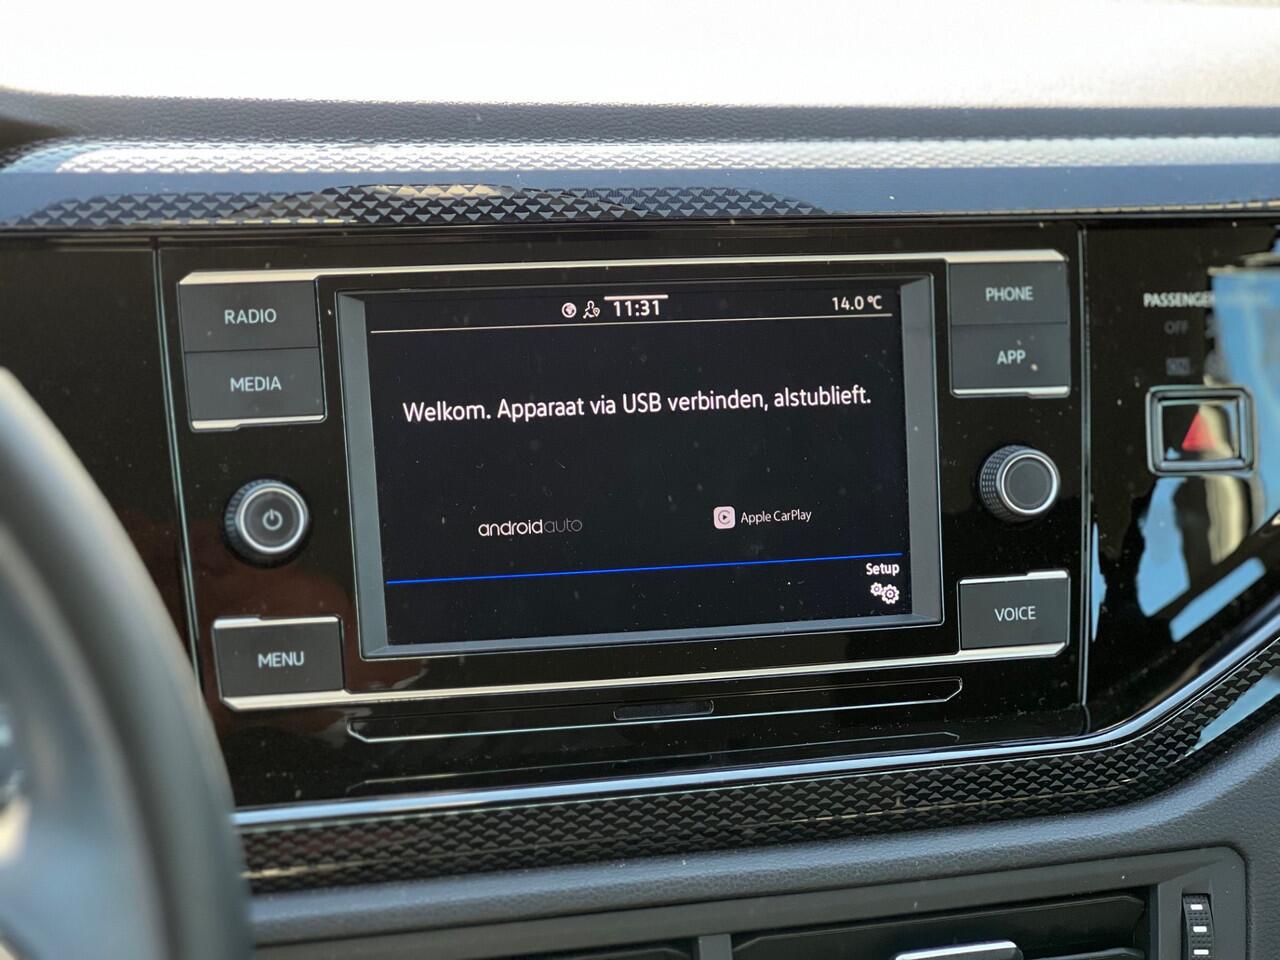 RADIO
MEDIA
MENU
11:31
14.0°C
Welkom. Apparaat via USB verbinden, alstublieft.
androidauto
Apple CarPlay
Setup
PHONE
APP
VOICE
PASSENGER
OFF
ON